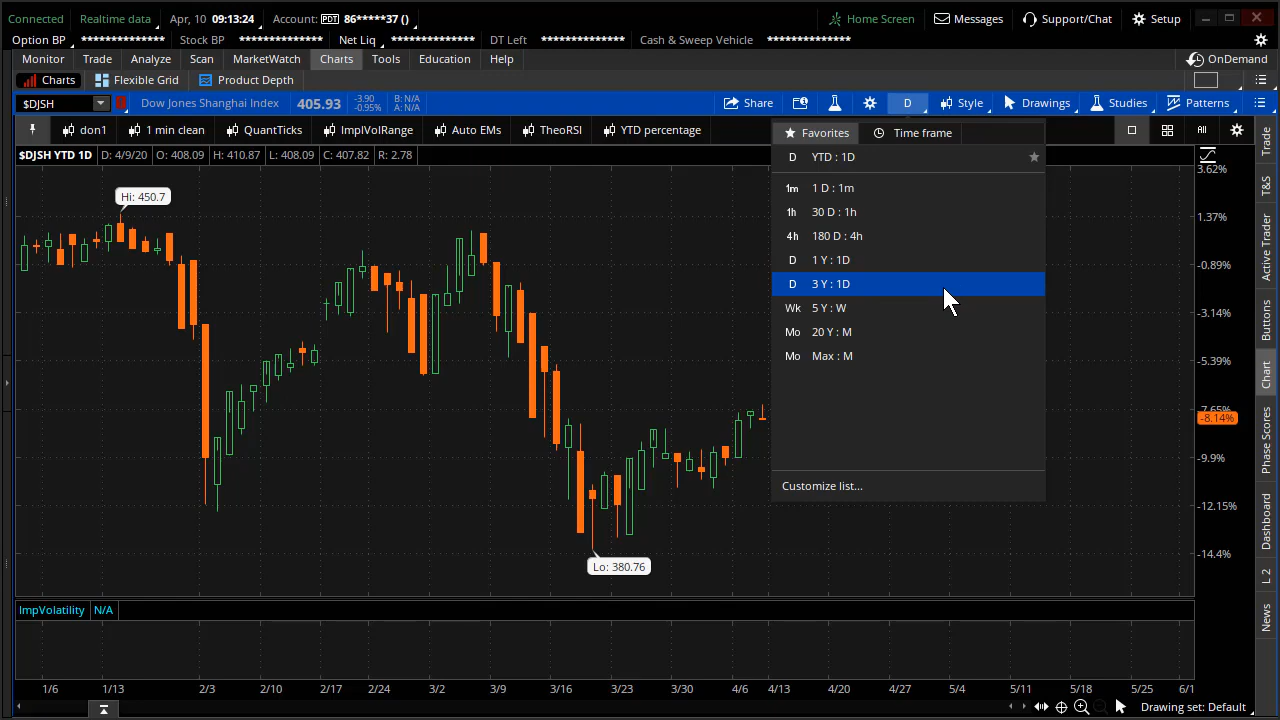 Connected Realtime data Apr, 10 09:13:24 Account: PDT 86*****37 () Home Screen Messages Support/Chat Setup
Option BP ************** Stock BP ************** Net Liq ************** DT Left ************** Cash & Sweep Vehicle **************
Monitor Trade Analyze Scan MarketWatch Charts Tools Education Help OnDemand
Charts Flexible Grid Product Depth
$DJSH Dow Jones Shanghai Index 405.93 -3.90 -0.95% B: N/A A: N/A Share D Style Drawings Studies Patterns
don1 1 min clean QuantTicks ImplVolRange Auto EMs TheoRSI YTD percentage All
Favorites Time frame
$DJSH YTD 1D D: 4/9/20 O: 408.09 H: 410.87 L: 408.09 C: 407.82 R: 2.78
D YTD : 1D
1m 1 D : 1m
1h 30 D : 1h
4h 180 D : 4h
D 1 Y : 1D
D 3 Y : 1D
Wk 5 Y : W
Mo 20 Y : M
Mo Max : M
Customize list...
Hi: 450.7
Lo: 380.76
3.62%
1.37%
-0.89%
-3.14%
-5.39%
-7.65%
-8.14%
-9.9%
-12.15%
-14.4%
Trade
T&S
Active Trader
Buttons
Chart
Phase Scores
Dashboard
L 2
News
ImpVolatility N/A
1/6 1/13 2/3 2/10 2/17 2/24 3/2 3/9 3/16 3/23 3/30 4/6 4/13 4/20 4/27 5/4 5/11 5/18 5/25 6/1
Drawing set: Default